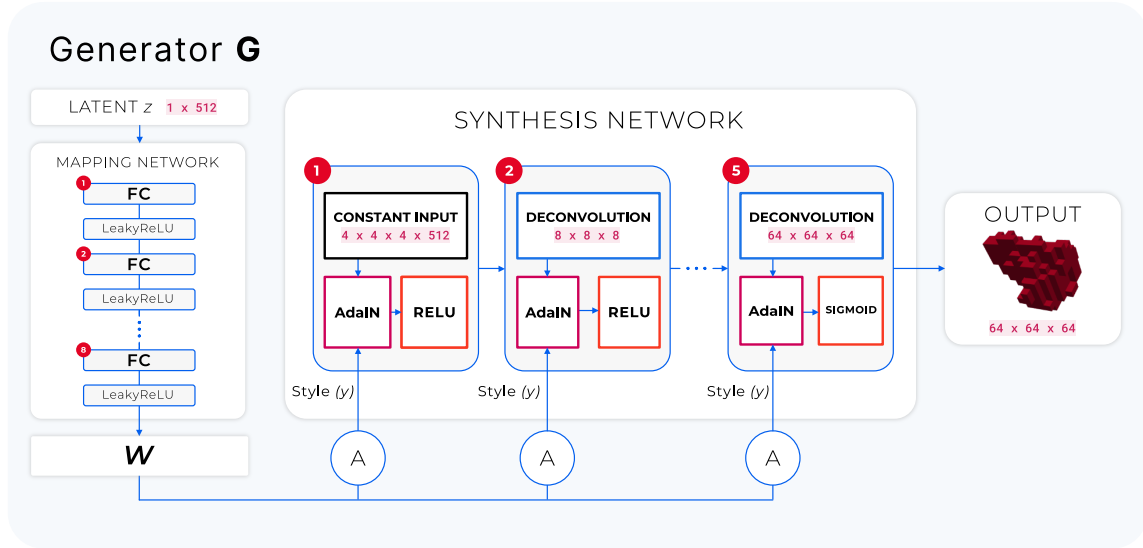 Generator G
LATENT z 1 x 512
MAPPING NETWORK
1
FC
LeakyReLU
2
FC
LeakyReLU
8
FC
LeakyReLU
W
SYNTHESIS NETWORK
1
CONSTANT INPUT
4 x 4 x 4 x 512
AdaIN
RELU
Style (y)
A
2
DECONVOLUTION
8 x 8 x 8
AdaIN
RELU
Style (y)
A
5
DECONVOLUTION
64 x 64 x 64
AdaIN
SIGMOID
Style (y)
A
OUTPUT
64 x 64 x 64